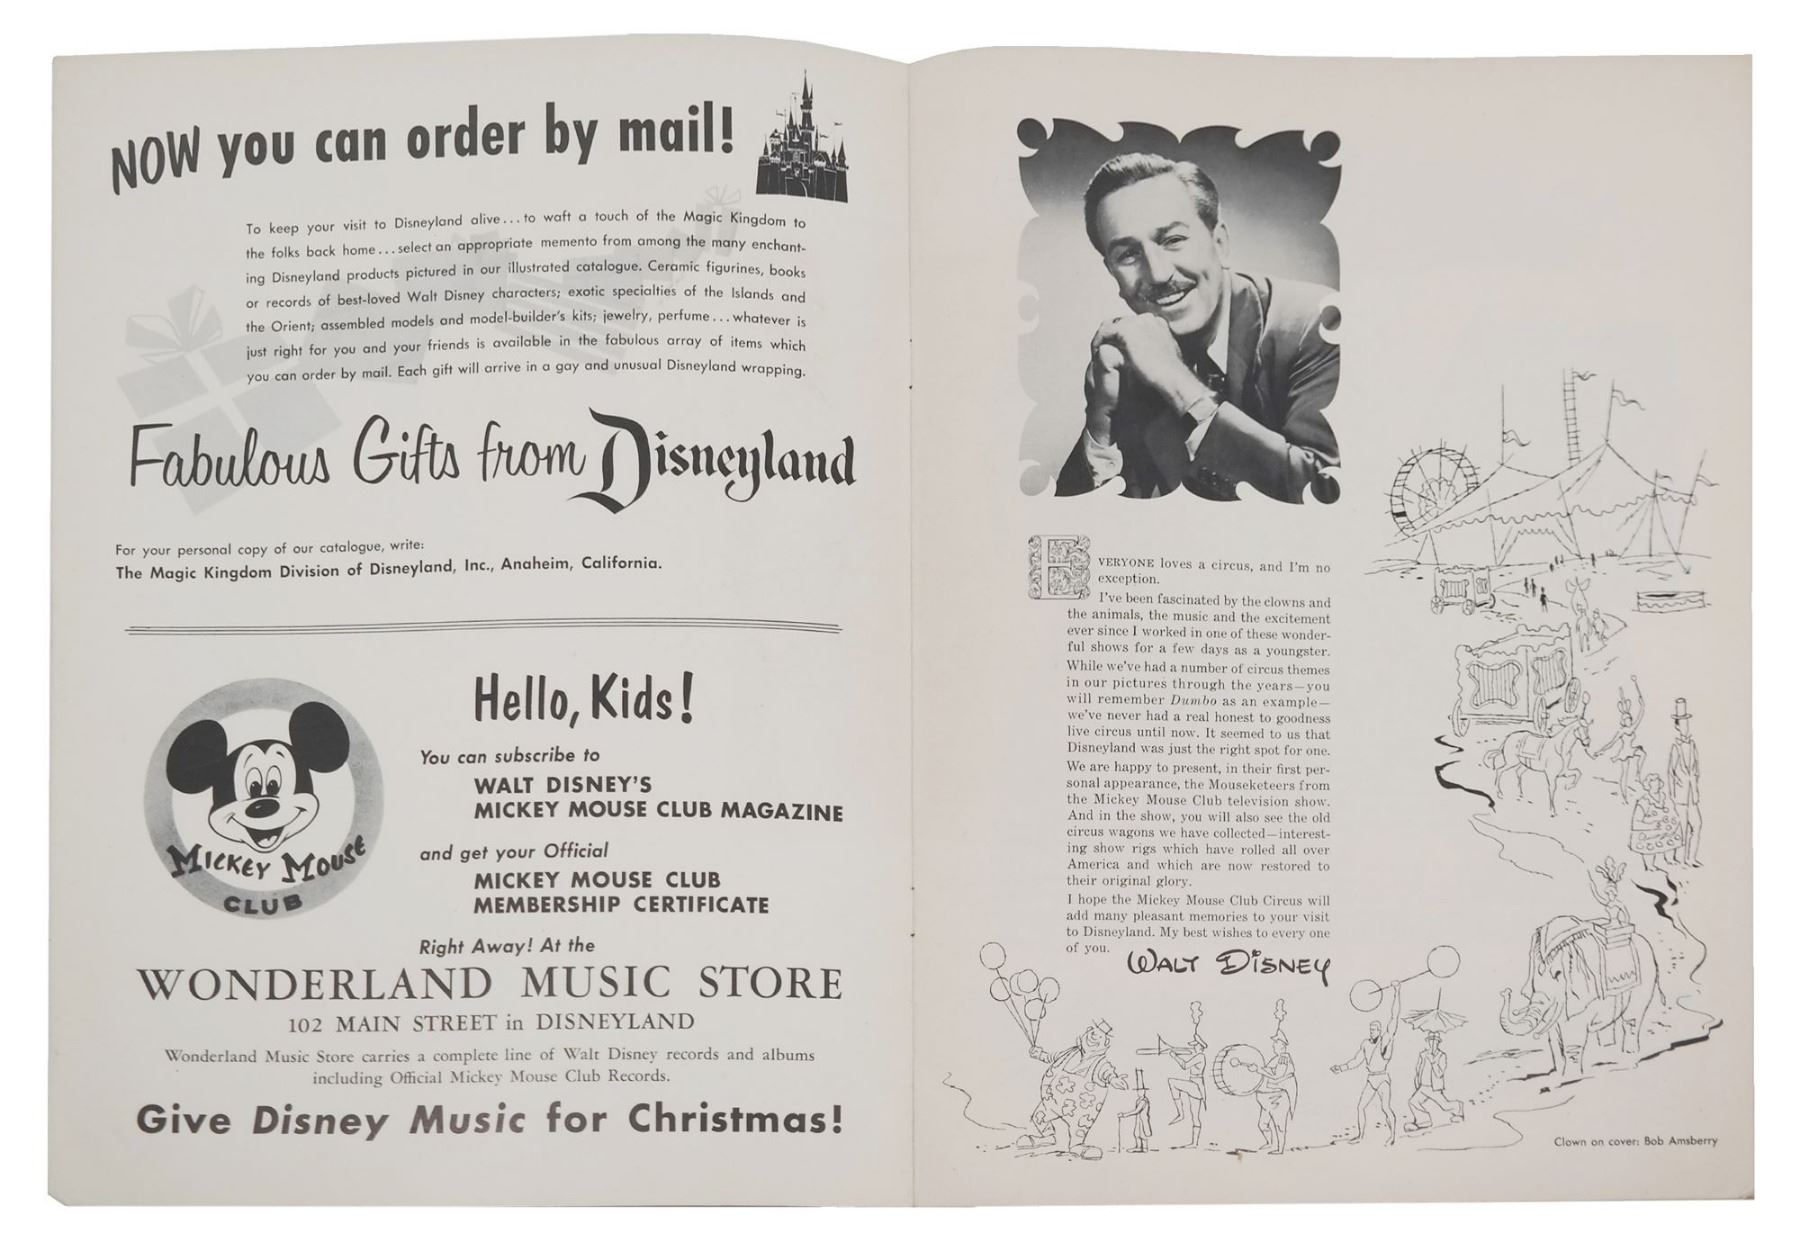 NOW you can order by mail!
To keep your visit to Disneyland alive...to waft a touch of the Magic Kingdom to
the folks back home...select an appropriate memento from among the many enchant-
ing Disneyland products pictured in our illustrated catalogue. Ceramic figurines, books
or records of best-loved Walt Disney characters; exotic specialties of the Islands and
the Orient; assembled models and model-builder's kits; jewelry, perfume...whatever is
just right for you and your friends is available in the fabulous array of items which
you can order by mail. Each gift will arrive in a gay and unusual Disneyland wrapping.
Fabulous Gifts from Disneyland
For your personal copy of our catalogue, write:
The Magic Kingdom Division of Disneyland, Inc., Anaheim, California.
Hello, Kids!
You can subscribe to
WALT DISNEY'S
MICKEY MOUSE CLUB MAGAZINE
and get your Official
MICKEY MOUSE CLUB
MEMBERSHIP CERTIFICATE
MICKEY MOUSE
CLUB
Right Away! At the
WONDERLAND MUSIC STORE
102 MAIN STREET in DISNEYLAND
Wonderland Music Store carries a complete line of Walt Disney records and albums
including Official Mickey Mouse Club Records.
Give Disney Music for Christmas!
EVERYONE loves a circus, and I'm no
exception.
I've been fascinated by the clowns and
the animals, the music and the excitement
ever since I worked in one of these wonder-
ful shows for a few days as a youngster.
While we've had a number of circus themes
in our pictures through the years—you
will remember Dumbo as an example—
we've never had a real honest to goodness
live circus until now. It seemed to us that
Disneyland was just the right spot for one.
We are happy to present, in their first per-
sonal appearance, the Mouseketeers from
the Mickey Mouse Club television show.
And in the show, you will also see the old
circus wagons we have collected—interest-
ing show rigs which have rolled all over
America and which are now restored to
their original glory.
I hope the Mickey Mouse Club Circus will
add many pleasant memories to your visit
to Disneyland. My best wishes to every one
of you.
WALT DISNEY
Clown on cover: Bob Amsberry